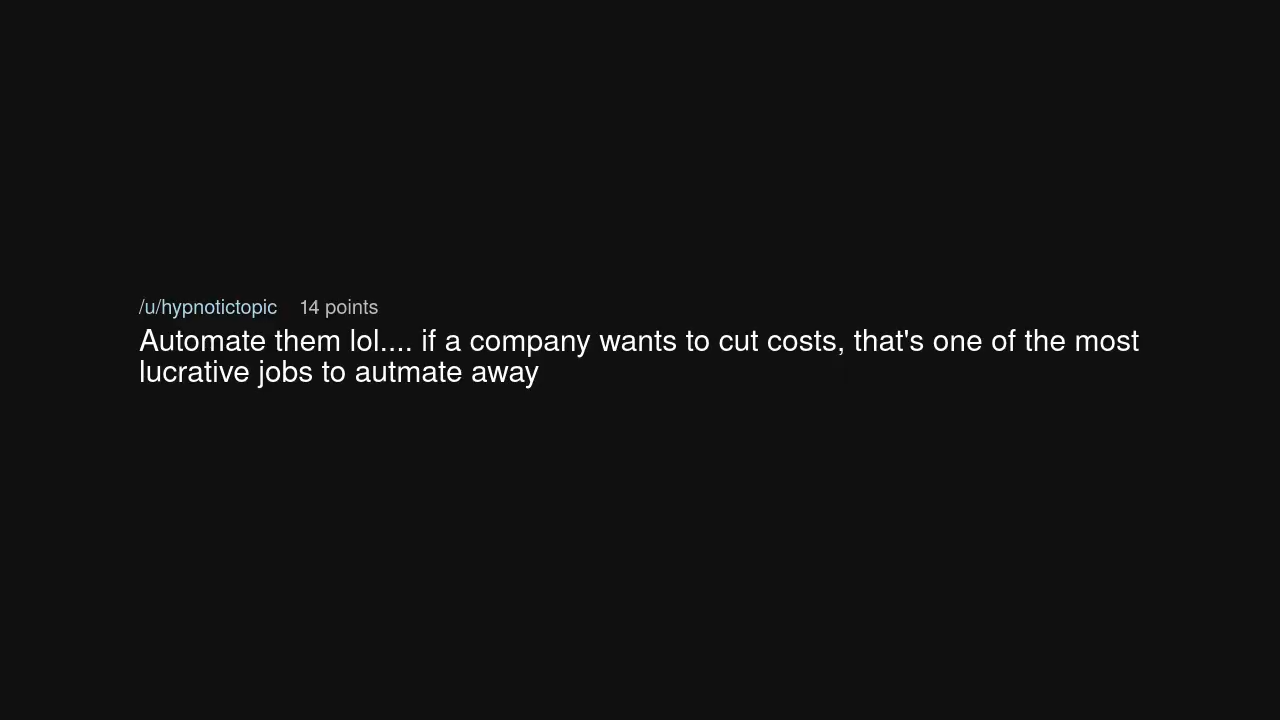 /u/hypnotictopic 14 points
Automate them lol.... if a company wants to cut costs, that's one of the most
lucrative jobs to autmate away